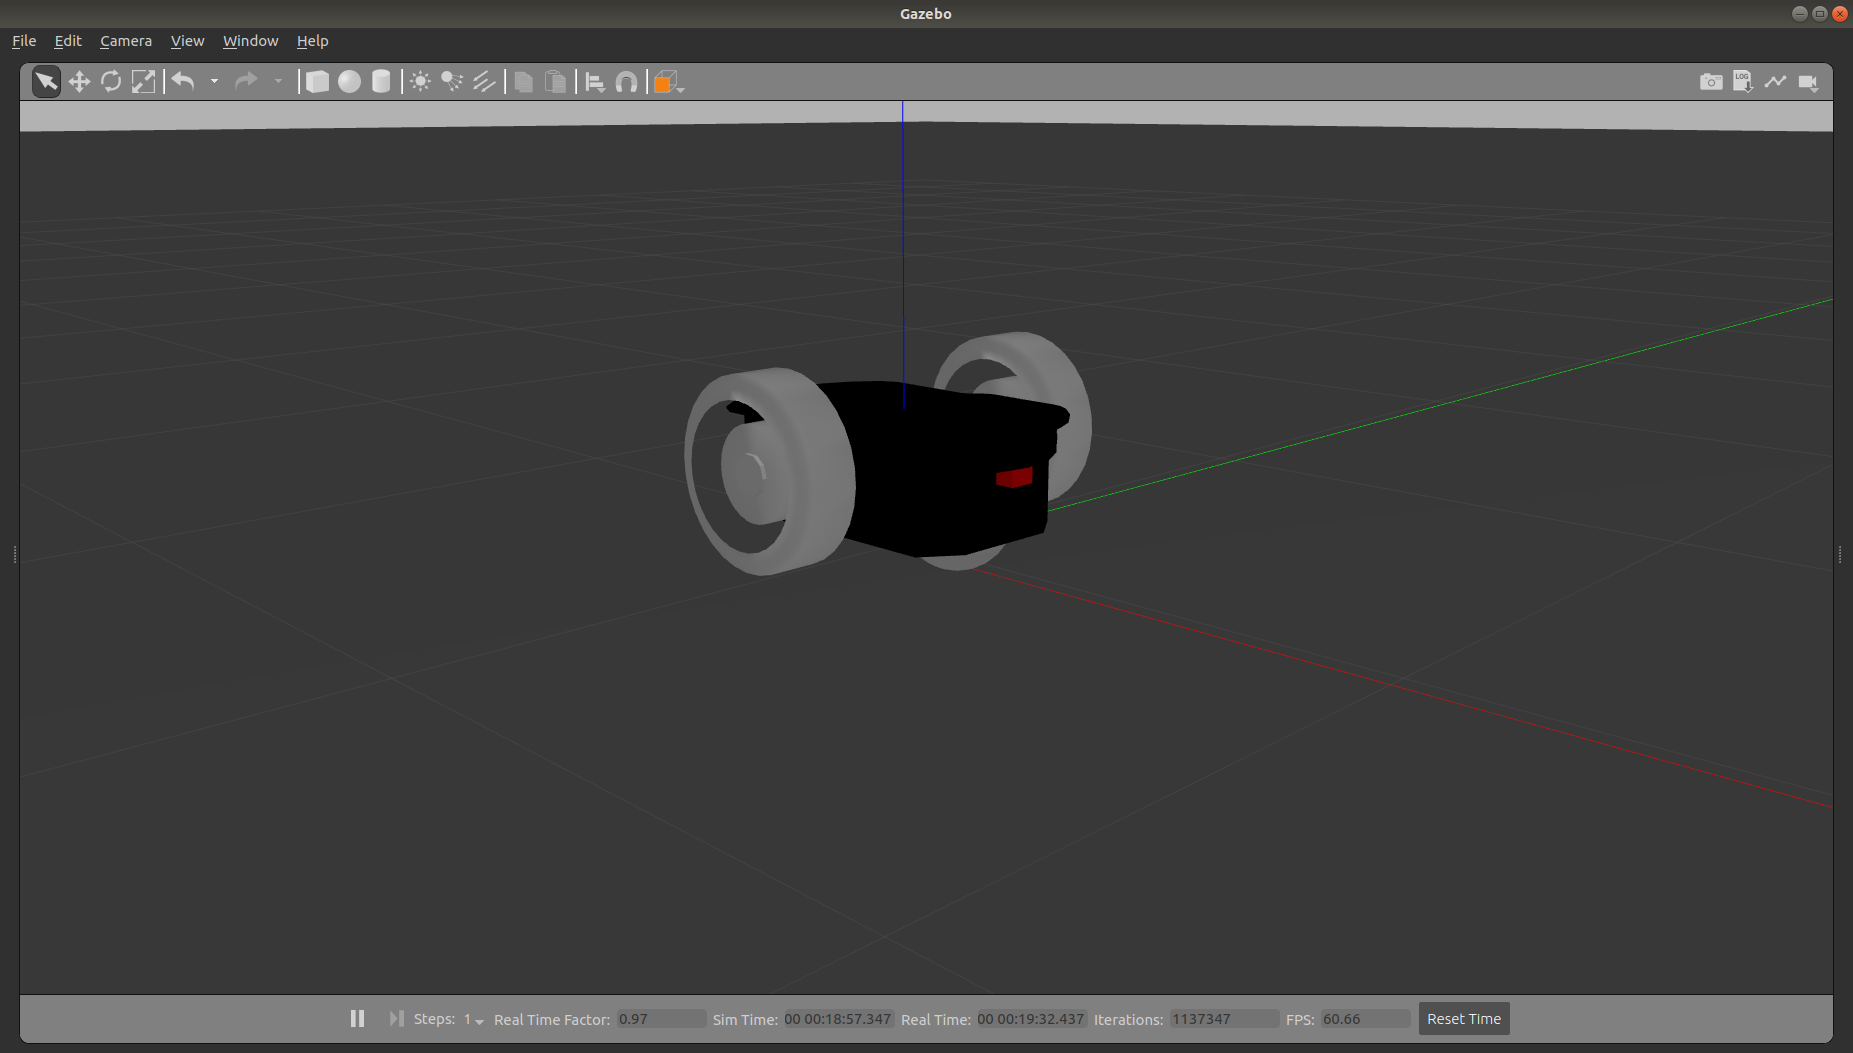 Gazebo
File Edit Camera View Window Help
LOG
Steps: 1 Real Time Factor: 0.97 Sim Time: 00 00:18:57.347 Real Time: 00 00:19:32.437 Iterations: 1137347 FPS: 60.66 Reset Time